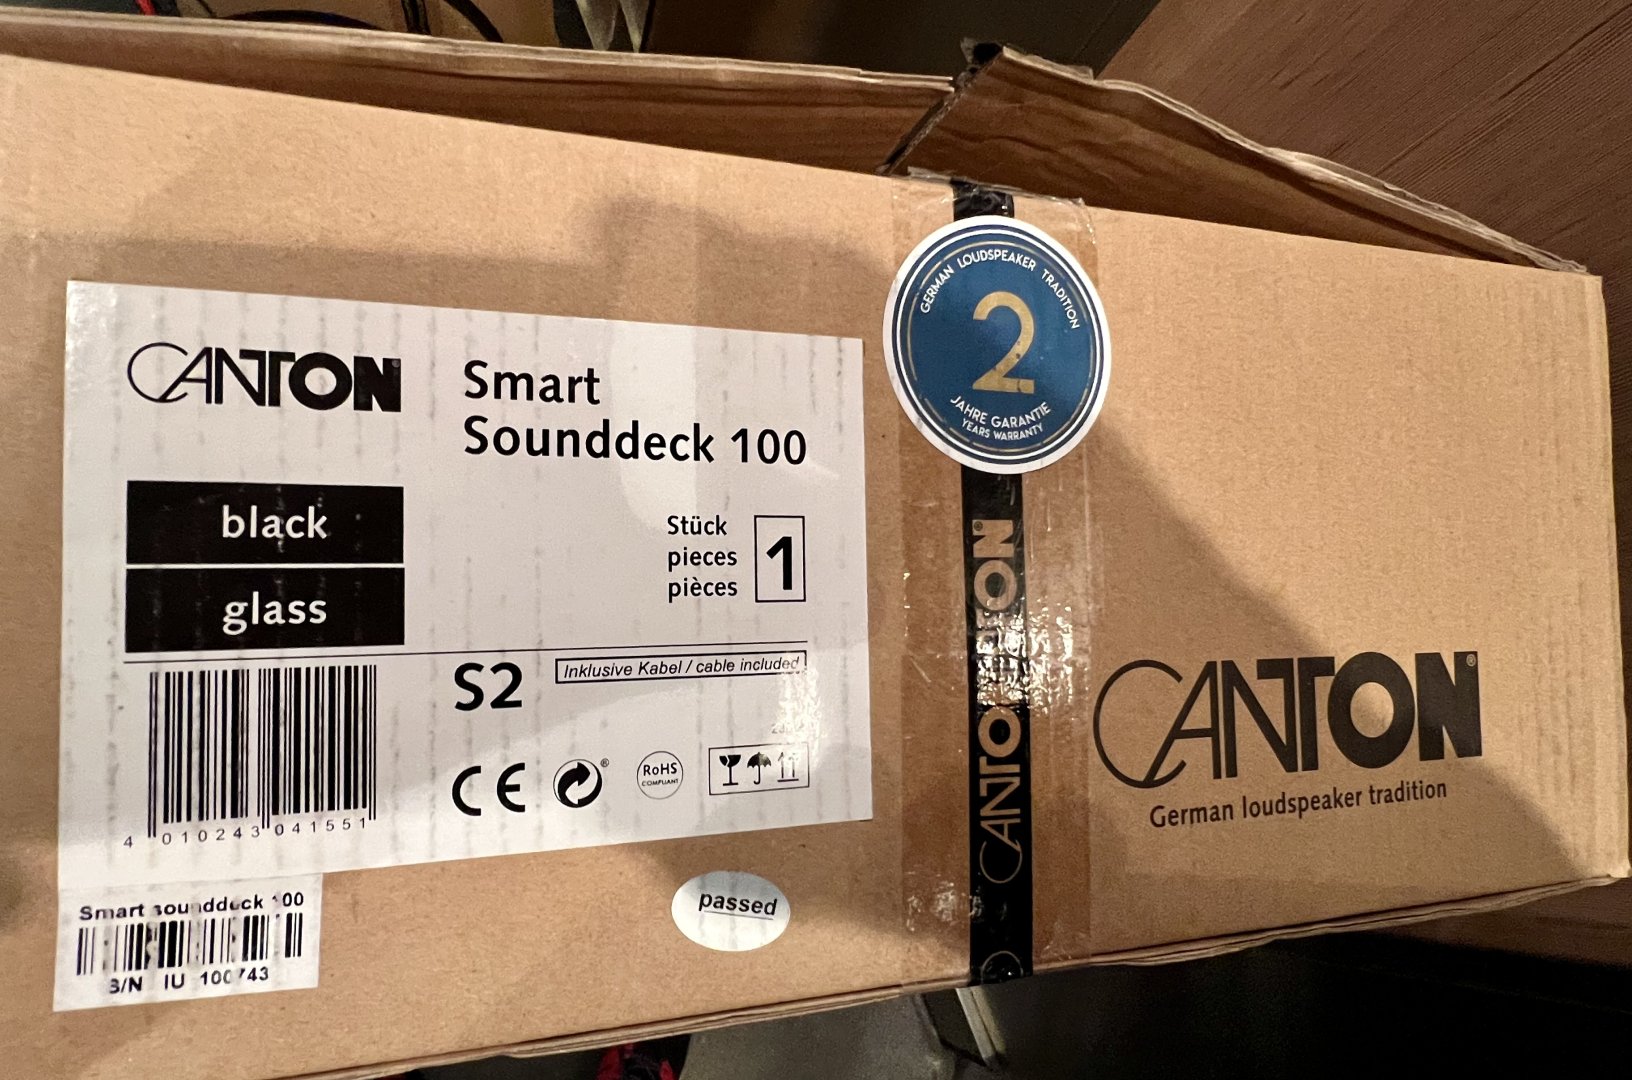 CANTON
Smart
Sounddeck 100
black
glass
Stück
pieces
pièces
1
S2
Inklusive Kabel / cable included
CE
RoHS
COMPLIANT
4 010243 041551
Smart sounddeck 100
S/N IU
passed
GERMAN LOUDSPEAKER TRADITION
2
JAHRE GARANTIE
YEARS WARRANTY
CANTON
CANTON
CANTON®
German loudspeaker tradition